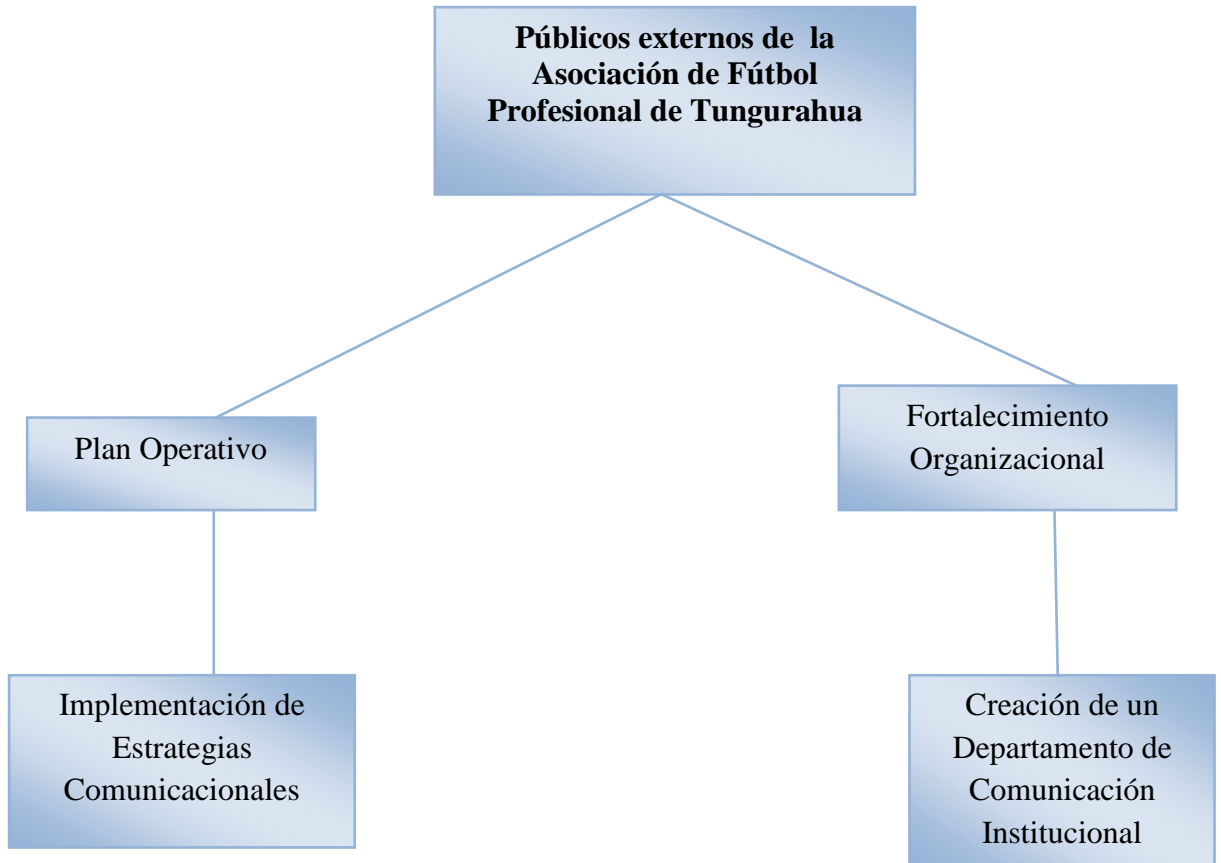 Públicos externos de la
Asociación de Fútbol
Profesional de Tungurahua
Plan Operativo
Fortalecimiento
Organizacional
Implementación de
Estrategias
Comunicacionales
Creación de un
Departamento de
Comunicación
Institucional